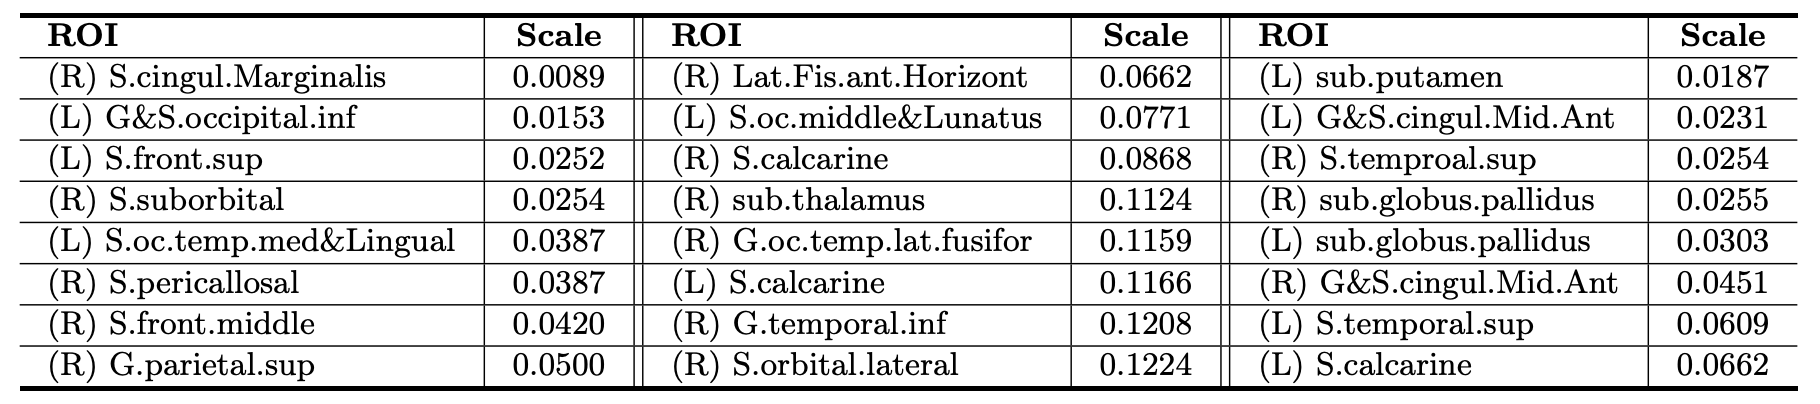 ROI Scale ROI Scale ROI Scale
(R) S.cingul.Marginalis 0.0089 (R) Lat.Fis.ant.Horizont 0.0662 (L) sub.putamen 0.0187
(L) G&S.occipital.inf 0.0153 (L) S.oc.middle&Lunatus 0.0771 (L) G&S.cingul.Mid.Ant 0.0231
(L) S.front.sup 0.0252 (R) S.calcarine 0.0868 (R) S.temproal.sup 0.0254
(R) S.suborbital 0.0254 (R) sub.thalamus 0.1124 (R) sub.globus.pallidus 0.0255
(L) S.oc.temp.med&Lingual 0.0387 (R) G.oc.temp.lat.fusifor 0.1159 (L) sub.globus.pallidus 0.0303
(R) S.pericallosal 0.0387 (L) S.calcarine 0.1166 (R) G&S.cingul.Mid.Ant 0.0451
(R) S.front.middle 0.0420 (R) G.temporal.inf 0.1208 (L) S.temporal.sup 0.0609
(R) G.parietal.sup 0.0500 (R) S.orbital.lateral 0.1224 (L) S.calcarine 0.0662